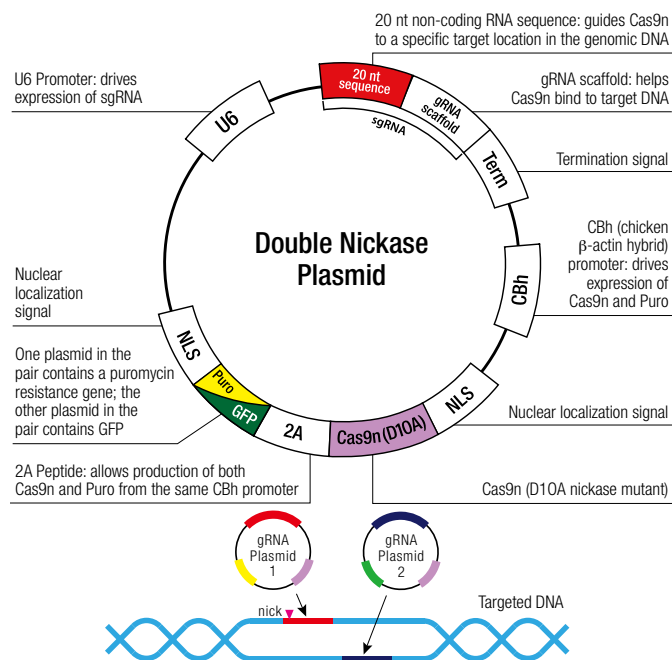 20 nt non-coding RNA sequence: guides Cas9n
to a specific target location in the genomic DNA
U6 Promoter: drives
expression of sgRNA
gRNA scaffold: helps
Cas9n bind to target DNA
20 nt
sequence
gRNA
scaffold
sgRNA
U6
Term
Termination signal
Double Nickase
Plasmid
CBh (chicken
β-actin hybrid)
promoter: drives
expression of
Cas9n and Puro
CBh
Nuclear
localization
signal
NLS
One plasmid in the
pair contains a puromycin
resistance gene; the
other plasmid in the
pair contains GFP
Puro
GFP
2A
Cas9n (D10A)
NLS
Nuclear localization signal
2A Peptide: allows production of both
Cas9n and Puro from the same CBh promoter
Cas9n (D10A nickase mutant)
gRNA
Plasmid
1
gRNA
Plasmid
2
nick
Targeted DNA